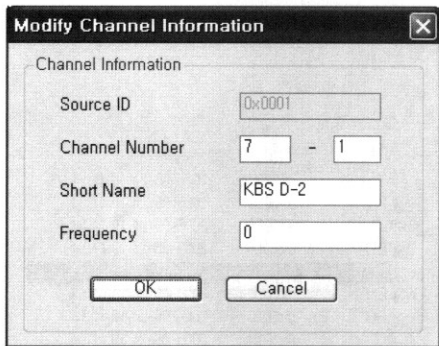 Modify Channel Information
Channel Information
Source ID 0x0001
Channel Number 7 - 1
Short Name KBS D-2
Frequency 0
OK Cancel